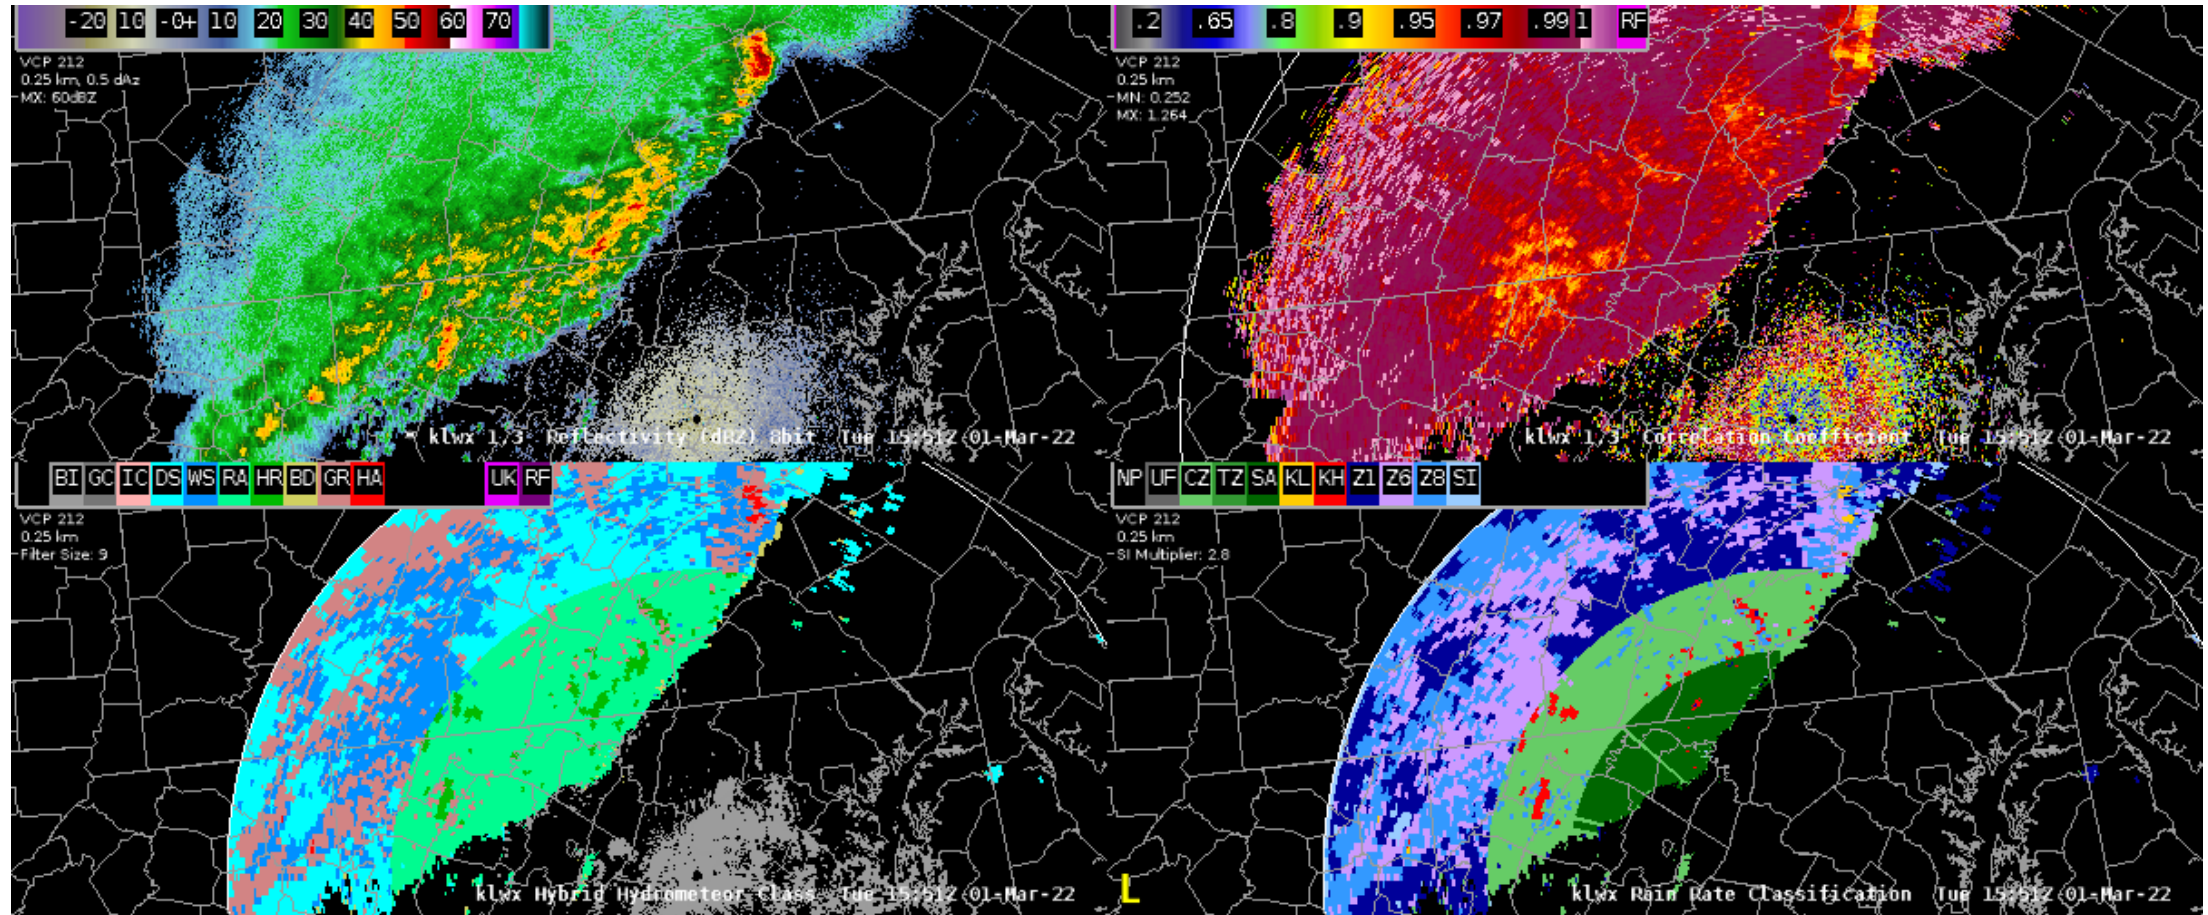 -20 10 -0+ 10 20 30 40 50 60 70
VCP 212
0.25 km, 0.5 dAz
MX: 60dBZ
* klwx 1.3 Reflectivity (dBZ) 8bit Tue 15:51Z 01-Mar-22
.2 .65 .8 .9 .95 .97 .99 1 RF
VCP 212
0.25 km
MN: 0.252
MX: 1.264
klwx 1.3 Correlation Coefficient Tue 15:51Z 01-Mar-22
BI GC IC DS WS RA HR BD GR HA UK RF
VCP 212
0.25 km
Filter Size: 9
klwx Hybrid Hydrometeor Class Tue 15:51Z 01-Mar-22
NP UF CZ TZ SA KL KH Z1 Z6 Z8 SI
VCP 212
0.25 km
SI Multiplier: 2.8
L
klwx Rain Rate Classification Tue 15:51Z 01-Mar-22